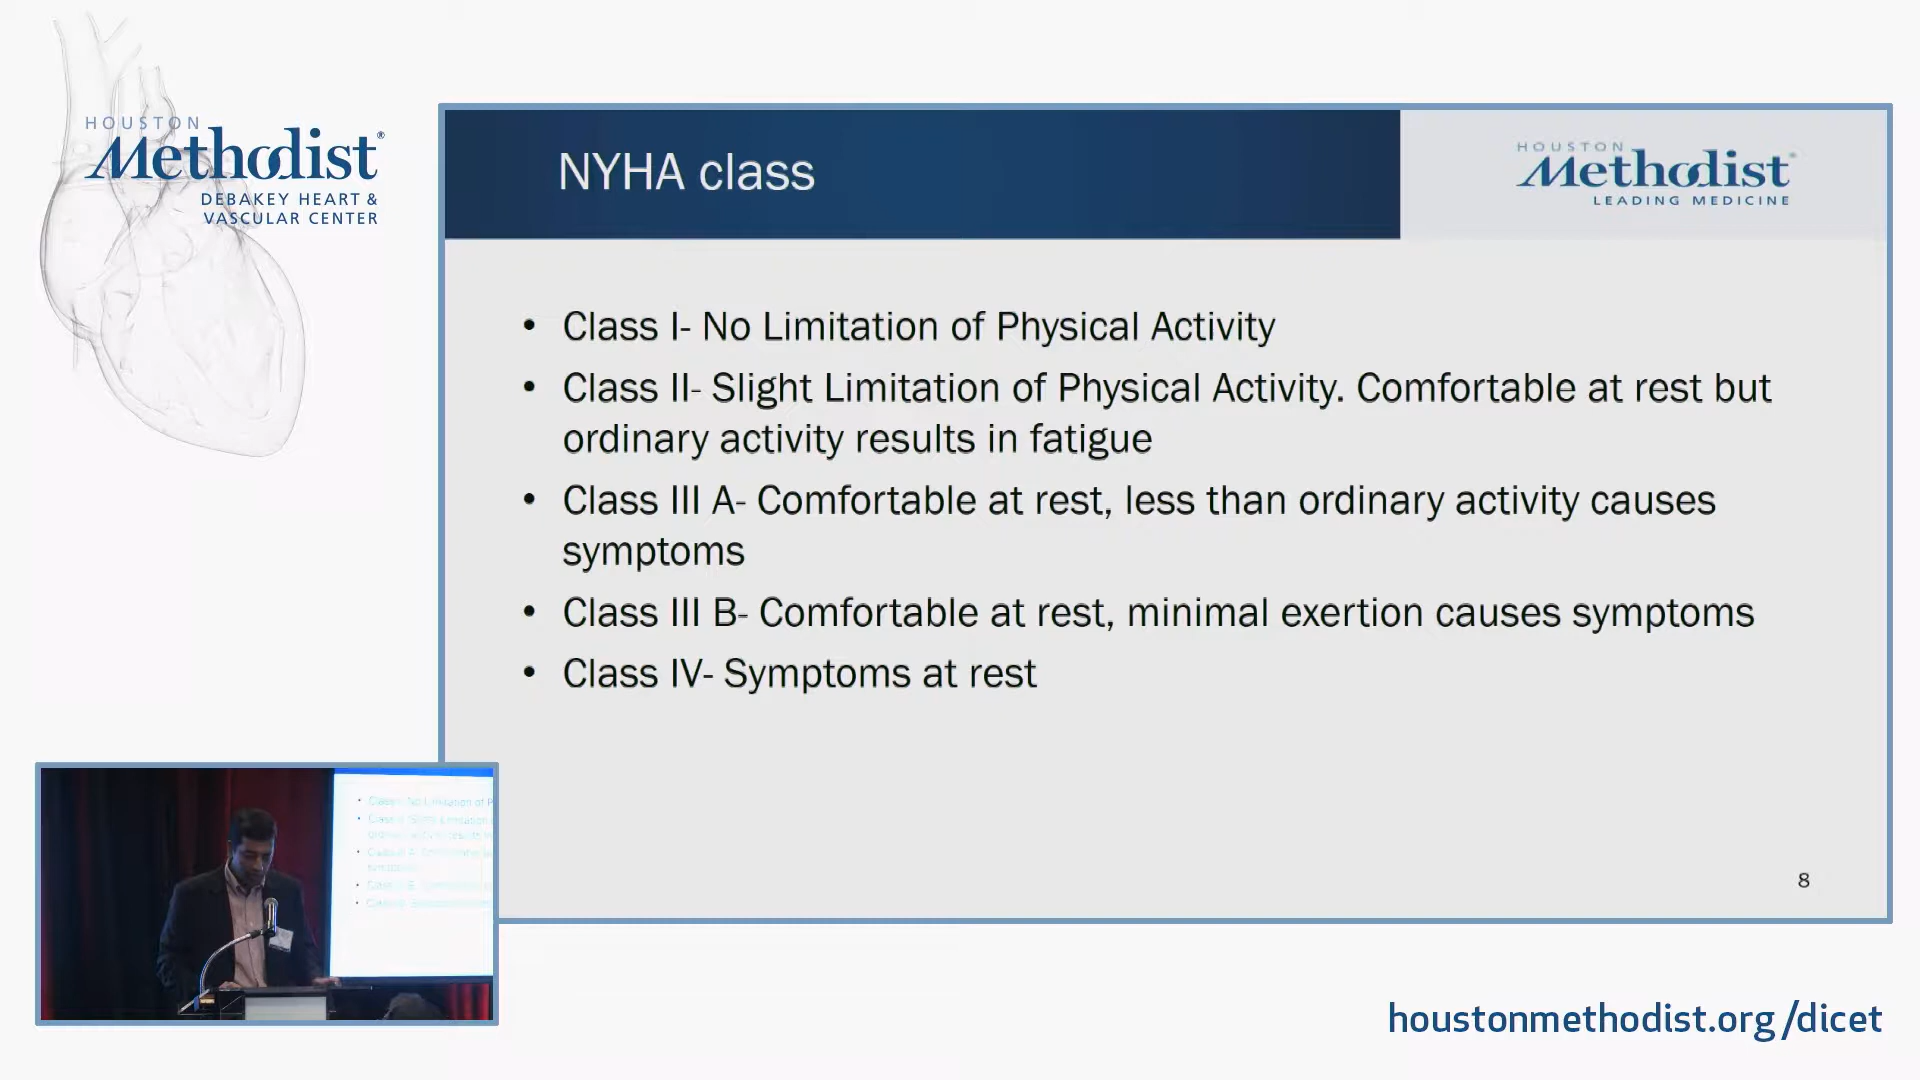 HOUSTON
Methodist®
DEBAKEY HEART &
VASCULAR CENTER
NYHA class
HOUSTON
Methodist®
LEADING MEDICINE
• Class I- No Limitation of Physical Activity
• Class II- Slight Limitation of Physical Activity. Comfortable at rest but
ordinary activity results in fatigue
• Class III A- Comfortable at rest, less than ordinary activity causes
symptoms
• Class III B- Comfortable at rest, minimal exertion causes symptoms
• Class IV- Symptoms at rest
8
houstonmethodist.org/dicet